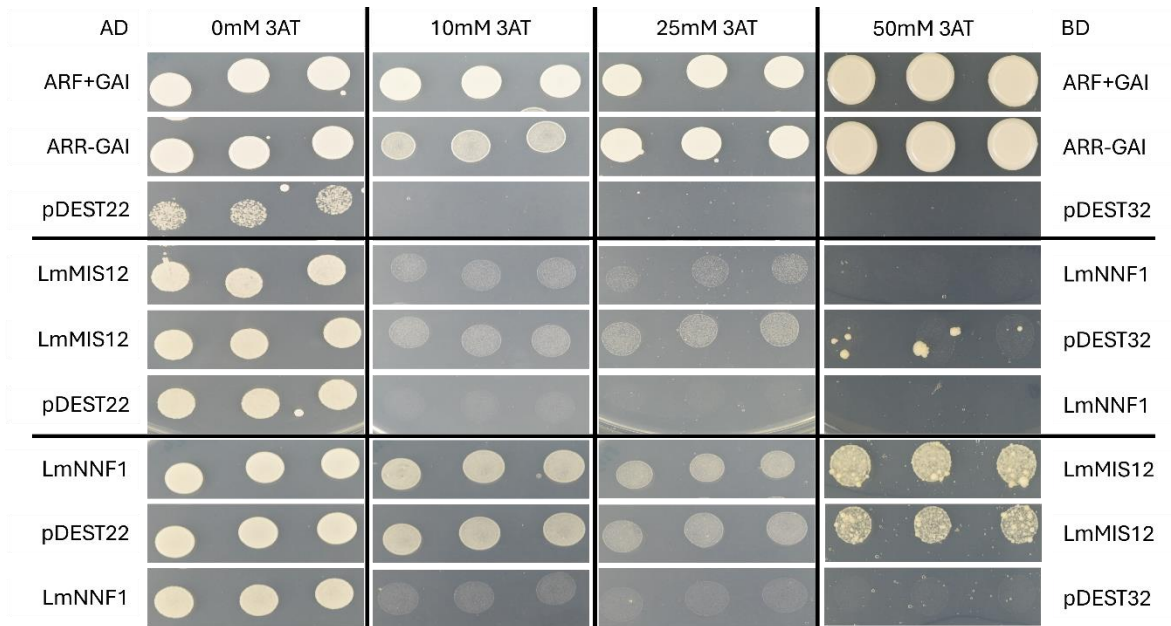 AD 0mM 3AT 10mM 3AT 25mM 3AT 50mM 3AT BD
ARF+GAI ARF+GAI
ARR-GAI ARR-GAI
pDEST22 pDEST32
LmMIS12 LmNNF1
LmMIS12 pDEST32
pDEST22 LmNNF1
LmNNF1 LmMIS12
pDEST22 LmMIS12
LmNNF1 pDEST32